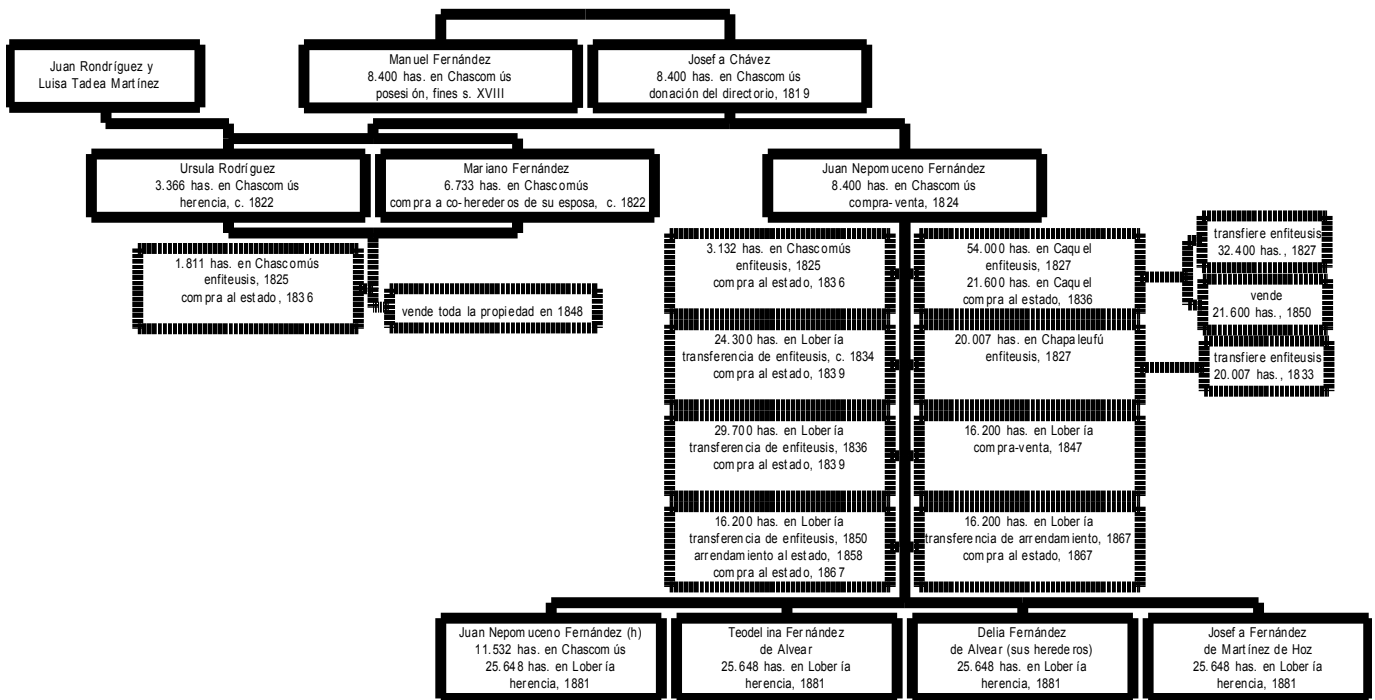 Juan Rondríguez y
Luisa Tadea Martínez
Manuel Fernández
8.400 has. en Chascomús
posesión, fines s. XVIII
Josefa Chávez
8.400 has. en Chascomús
donación del directorio, 1819
Ursula Rodríguez
3.366 has. en Chascomús
herencia, c. 1822
Mariano Fernández
6.733 has. en Chascomús
compra a co-herederos de su esposa, c. 1822
Juan Nepomuceno Fernández
8.400 has. en Chascomús
compra-venta, 1824
1.811 has. en Chascomús
enfiteusis, 1825
compra al estado, 1836
vende toda la propiedad en 1848
3.132 has. en Chascomús
enfiteusis, 1825
compra al estado, 1836
54.000 has. en Caquel
enfiteusis, 1827
21.600 has. en Caquel
compra al estado, 1836
transfiere enfiteusis
32.400 has., 1827
vende
21.600 has., 1850
24.300 has. en Lobería
transferencia de enfiteusis, c. 1834
compra al estado, 1839
20.007 has. en Chapaleufú
enfiteusis, 1827
transfiere enfiteusis
20.007 has., 1833
29.700 has. en Lobería
transferencia de enfiteusis, 1836
compra al estado, 1839
16.200 has. en Lobería
compra-venta, 1847
16.200 has. en Lobería
transferencia de enfiteusis, 1850
arrendamiento al estado, 1858
compra al estado, 1867
16.200 has. en Lobería
transferencia de arrendamiento, 1867
compra al estado, 1867
Juan Nepomuceno Fernández (h)
11.532 has. en Chascomús
25.648 has. en Lobería
herencia, 1881
Teodelina Fernández
de Alvear
25.648 has. en Lobería
herencia, 1881
Delia Fernández
de Alvear (sus herederos)
25.648 has. en Lobería
herencia, 1881
Josefa Fernández
de Martínez de Hoz
25.648 has. en Lobería
herencia, 1881